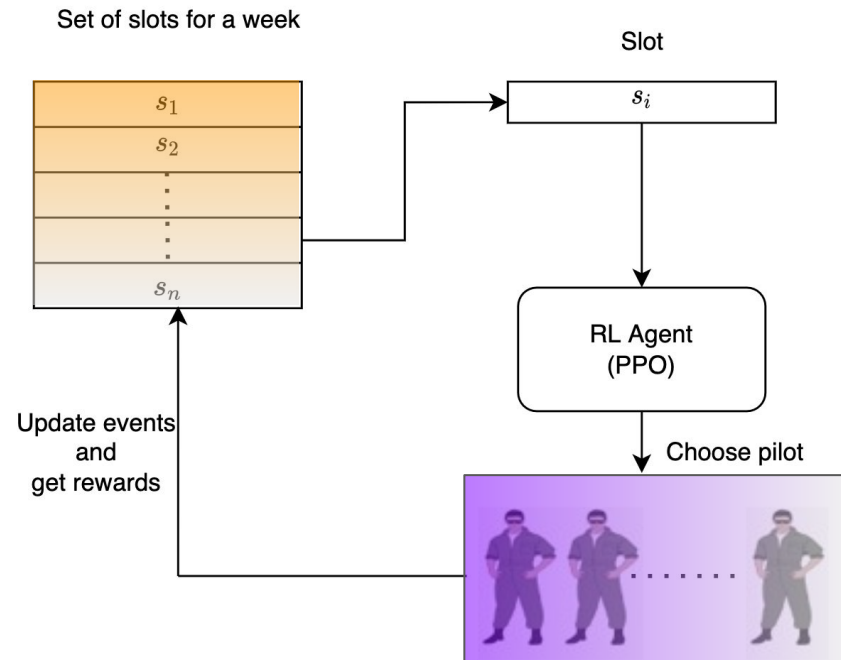 Set of slots for a week
Slot
s₁
s₂
sₙ
sᵢ
RL Agent
(PPO)
Choose pilot
Update events
and
get rewards